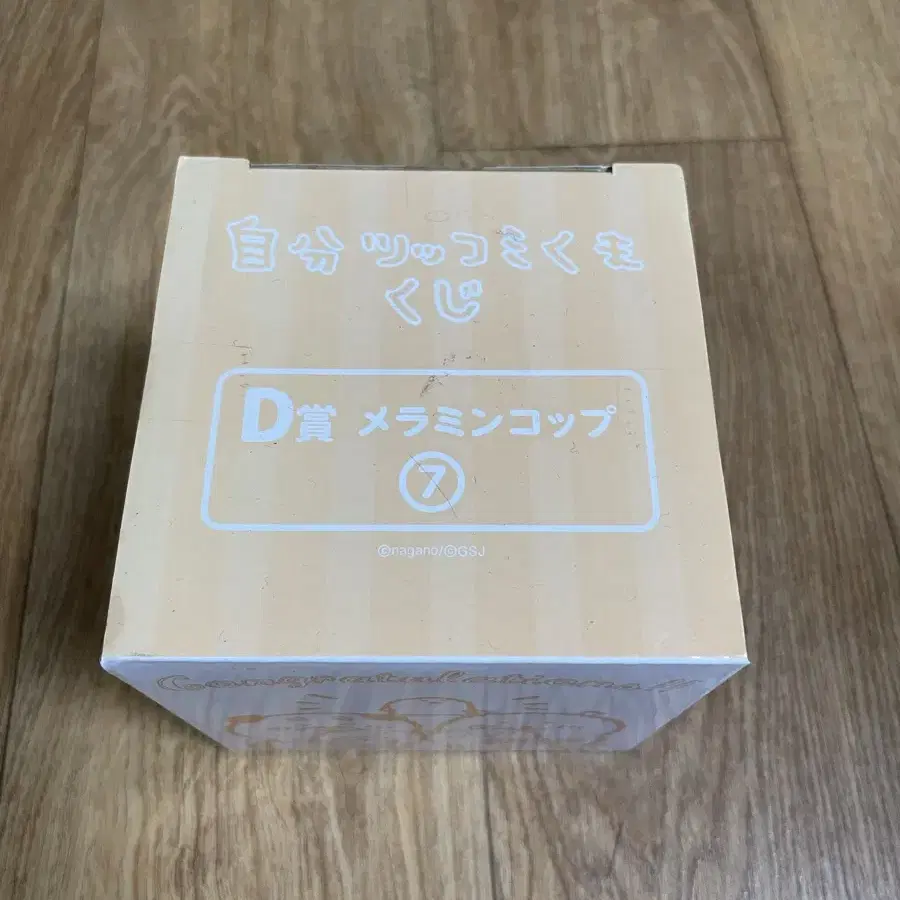 自分ツッコミくま
くじ
D賞 メラミンコップ
⑦
©nagano/©GSJ
Congratulations!!